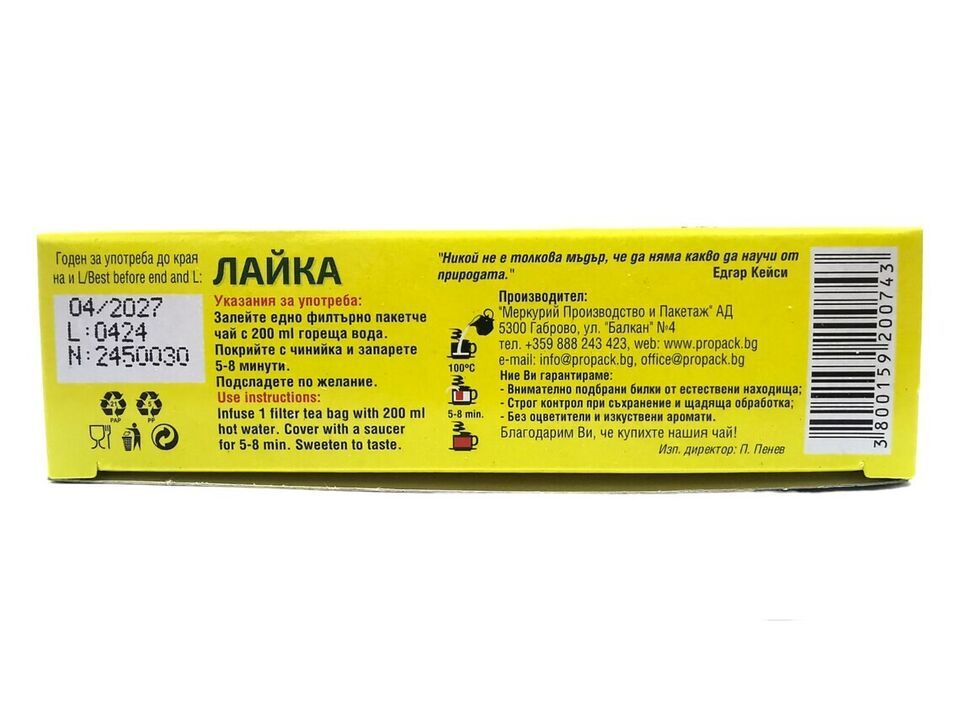 Годен за употреба до края
на и L/Best before end and L:
04/2027
L:0424
N:2450030
21
PAP
5
PP
ЛАЙКА
Указания за употреба:
Залейте едно филтърно пакетче
чай с 200 ml гореща вода.
Покрийте с чинийка и запарете
5-8 минути.
Подсладете по желание.
Use instructions:
Infuse 1 filter tea bag with 200 ml
hot water. Cover with a saucer
for 5-8 min. Sweeten to taste.
100ºC
5-8 min.
"Никой не е толкова мъдър, че да няма какво да научи от
природата."
Едгар Кейси
Производител:
"Меркурий Производство и Пакетаж" АД
5300 Габрово, ул. "Балкан" №4
тел. +359 888 243 423, web: www.propack.bg
e-mail: info@propack.bg, office@propack.bg
Ние Ви гарантираме:
- Внимателно подбрани билки от естествени находища;
- Строг контрол при съхранение и щадяща обработка;
- Без оцветители и изкуствени аромати.
Благодарим Ви, че купихте нашия чай!
Изп. директор: П. Пенев
3800159200743